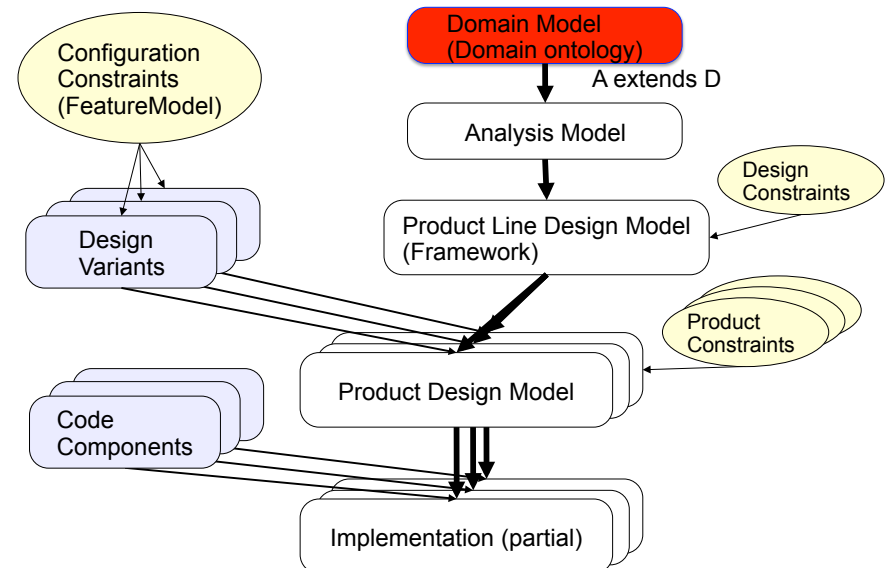 Domain Model
(Domain ontology)
Configuration
Constraints
(FeatureModel)
A extends D
Analysis Model
Design
Constraints
Product Line Design Model
(Framework)
Design
Variants
Product
Constraints
Product Design Model
Code
Components
Implementation (partial)